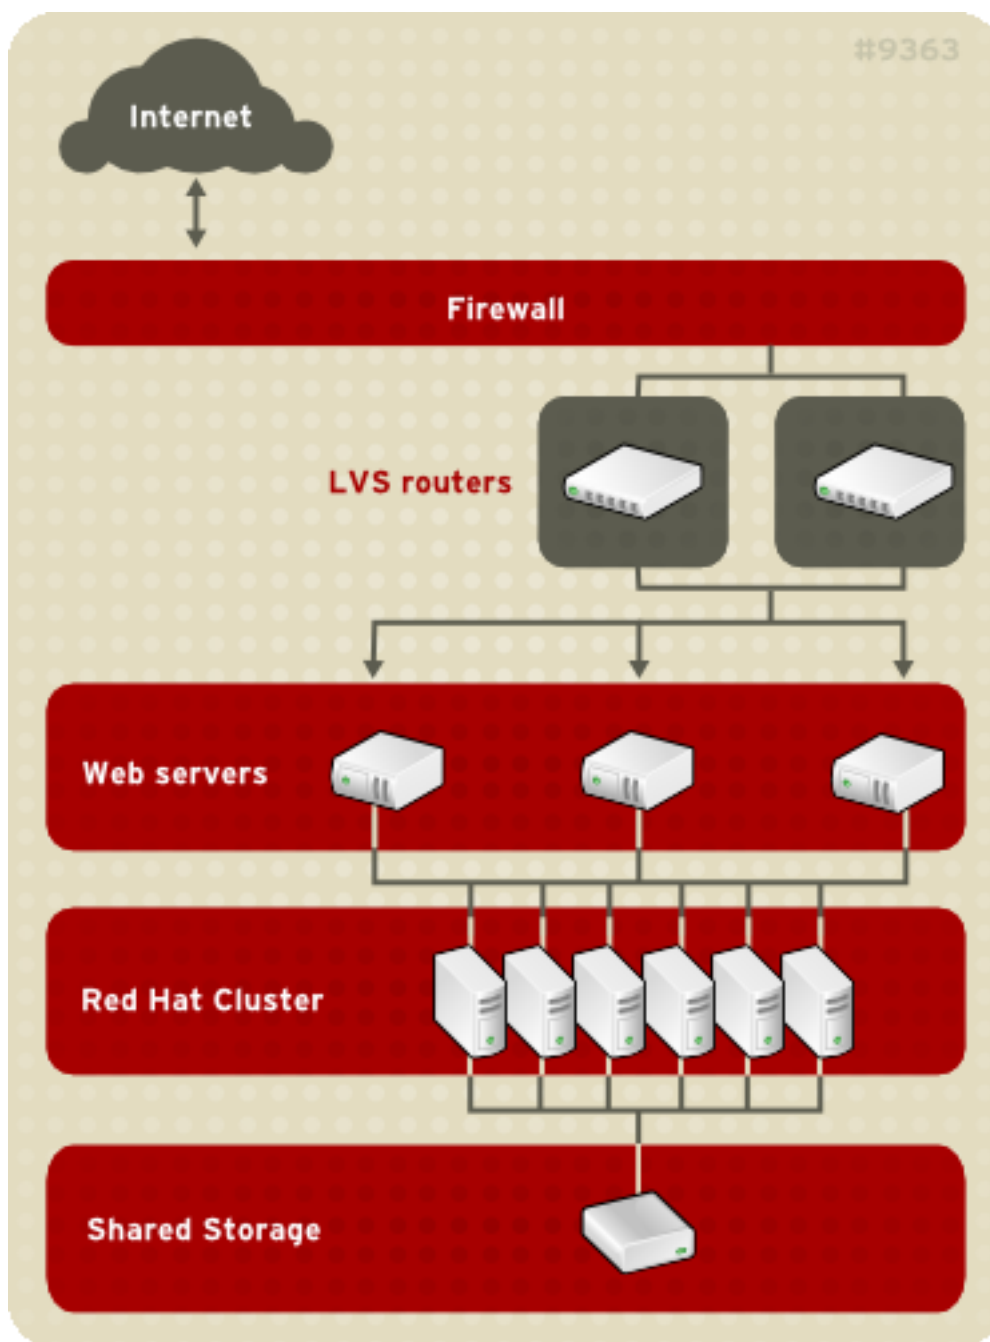 #9363
Internet
Firewall
LVS routers
Web servers
Red Hat Cluster
Shared Storage